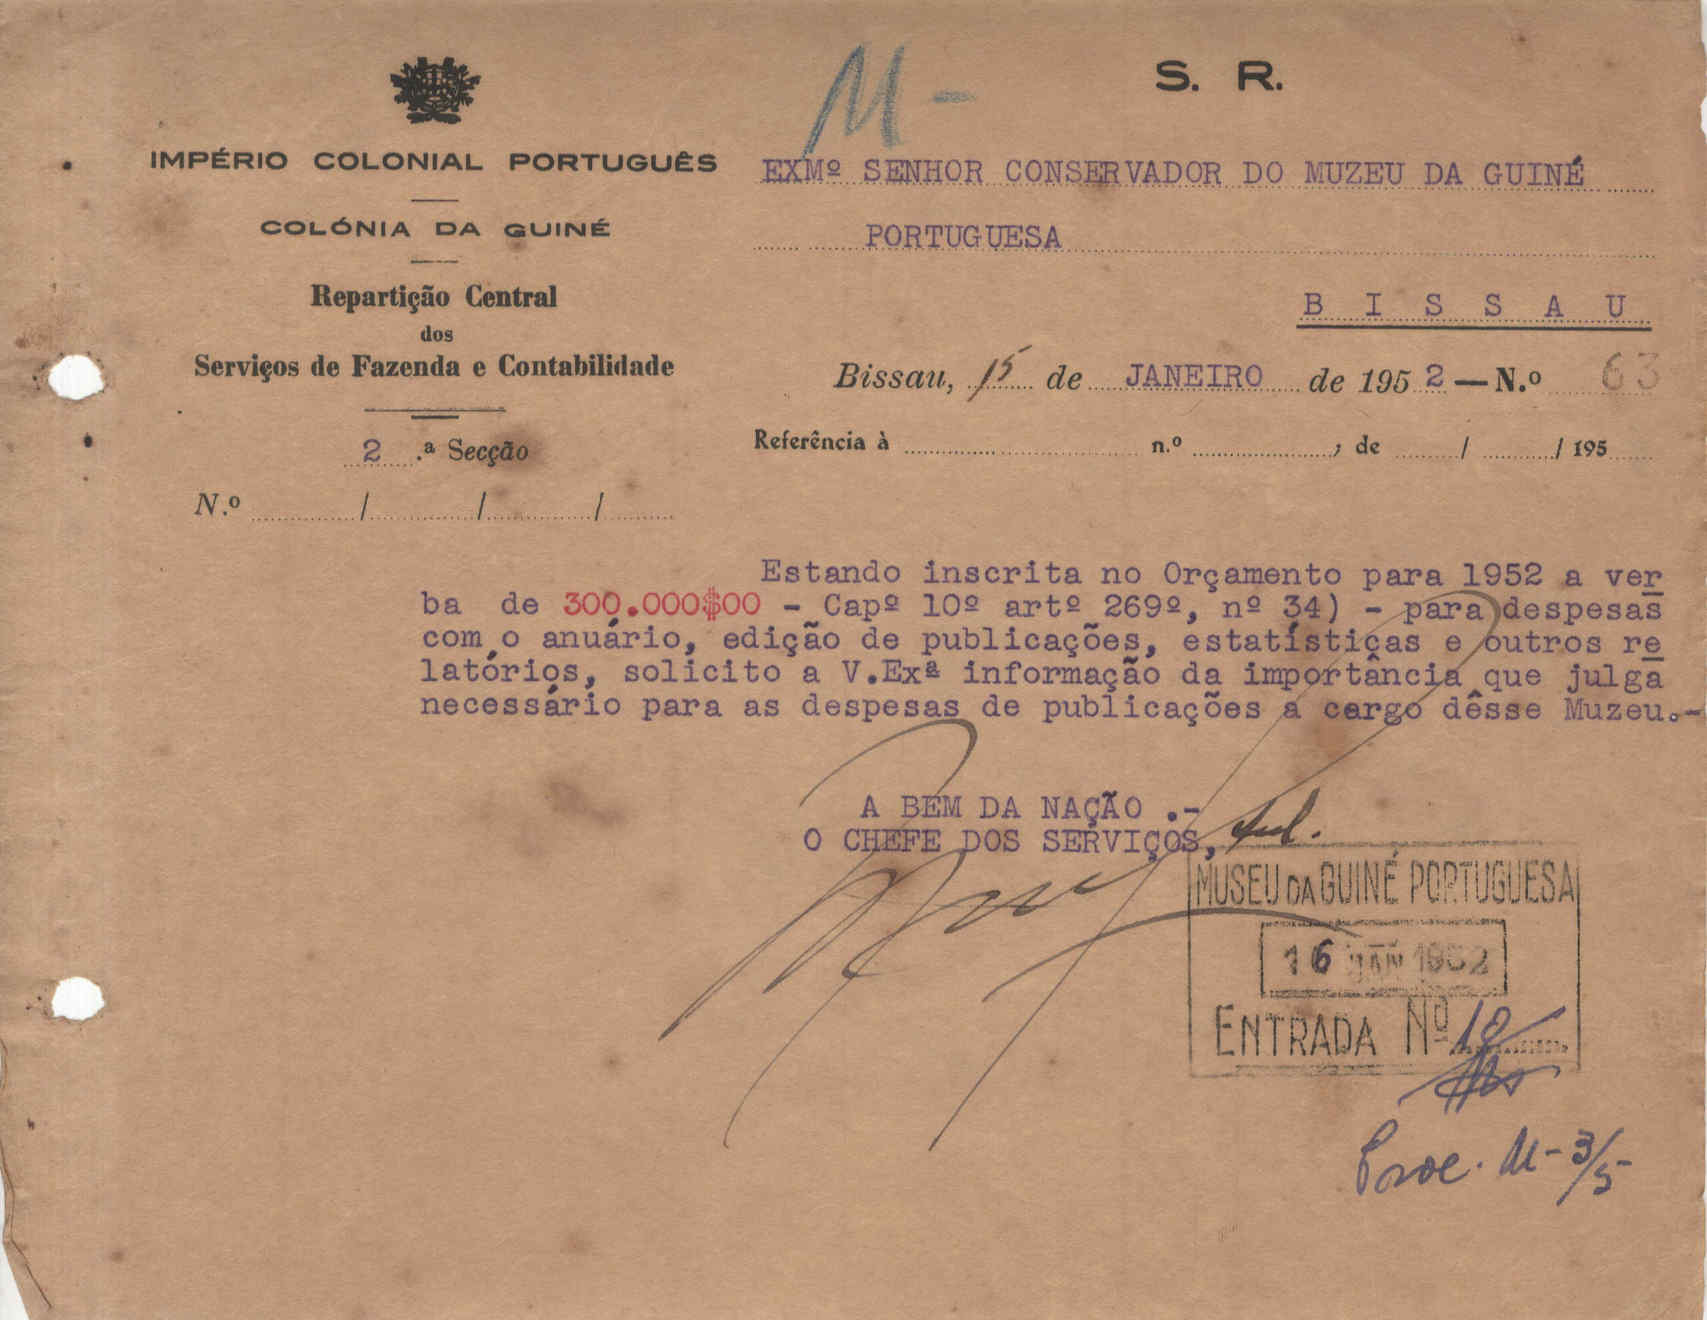 M -
S. R.
IMPÉRIO COLONIAL PORTUGUÊS
COLÓNIA DA GUINÉ
Repartição Central
dos
Serviços de Fazenda e Contabilidade
2.ª Secção
N.º / / /
EXMº SENHOR CONSERVADOR DO MUZEU DA GUINÉ
PORTUGUESA
B I S S A U
Bissau, 15 de JANEIRO de 1952 — N.º 63
Referência à n.º , de / / 195
Estando inscrita no Orçamento para 1952 a ver
ba de 300.000$00 - Capº 10º artº 269º, nº 34) - para despesas
com o anuário, edição de publicações, estatísticas e outros re
latórios, solicito a V.Exª informação da importância que julga
necessário para as despesas de publicações a cargo dêsse Muzeu.-
A BEM DA NAÇÃO .-
O CHEFE DOS SERVIÇOS,
MUSEU DA GUINÉ PORTUGUESA
16 JAN 1952
ENTRADA Nº 18
Proc. M-3/5-